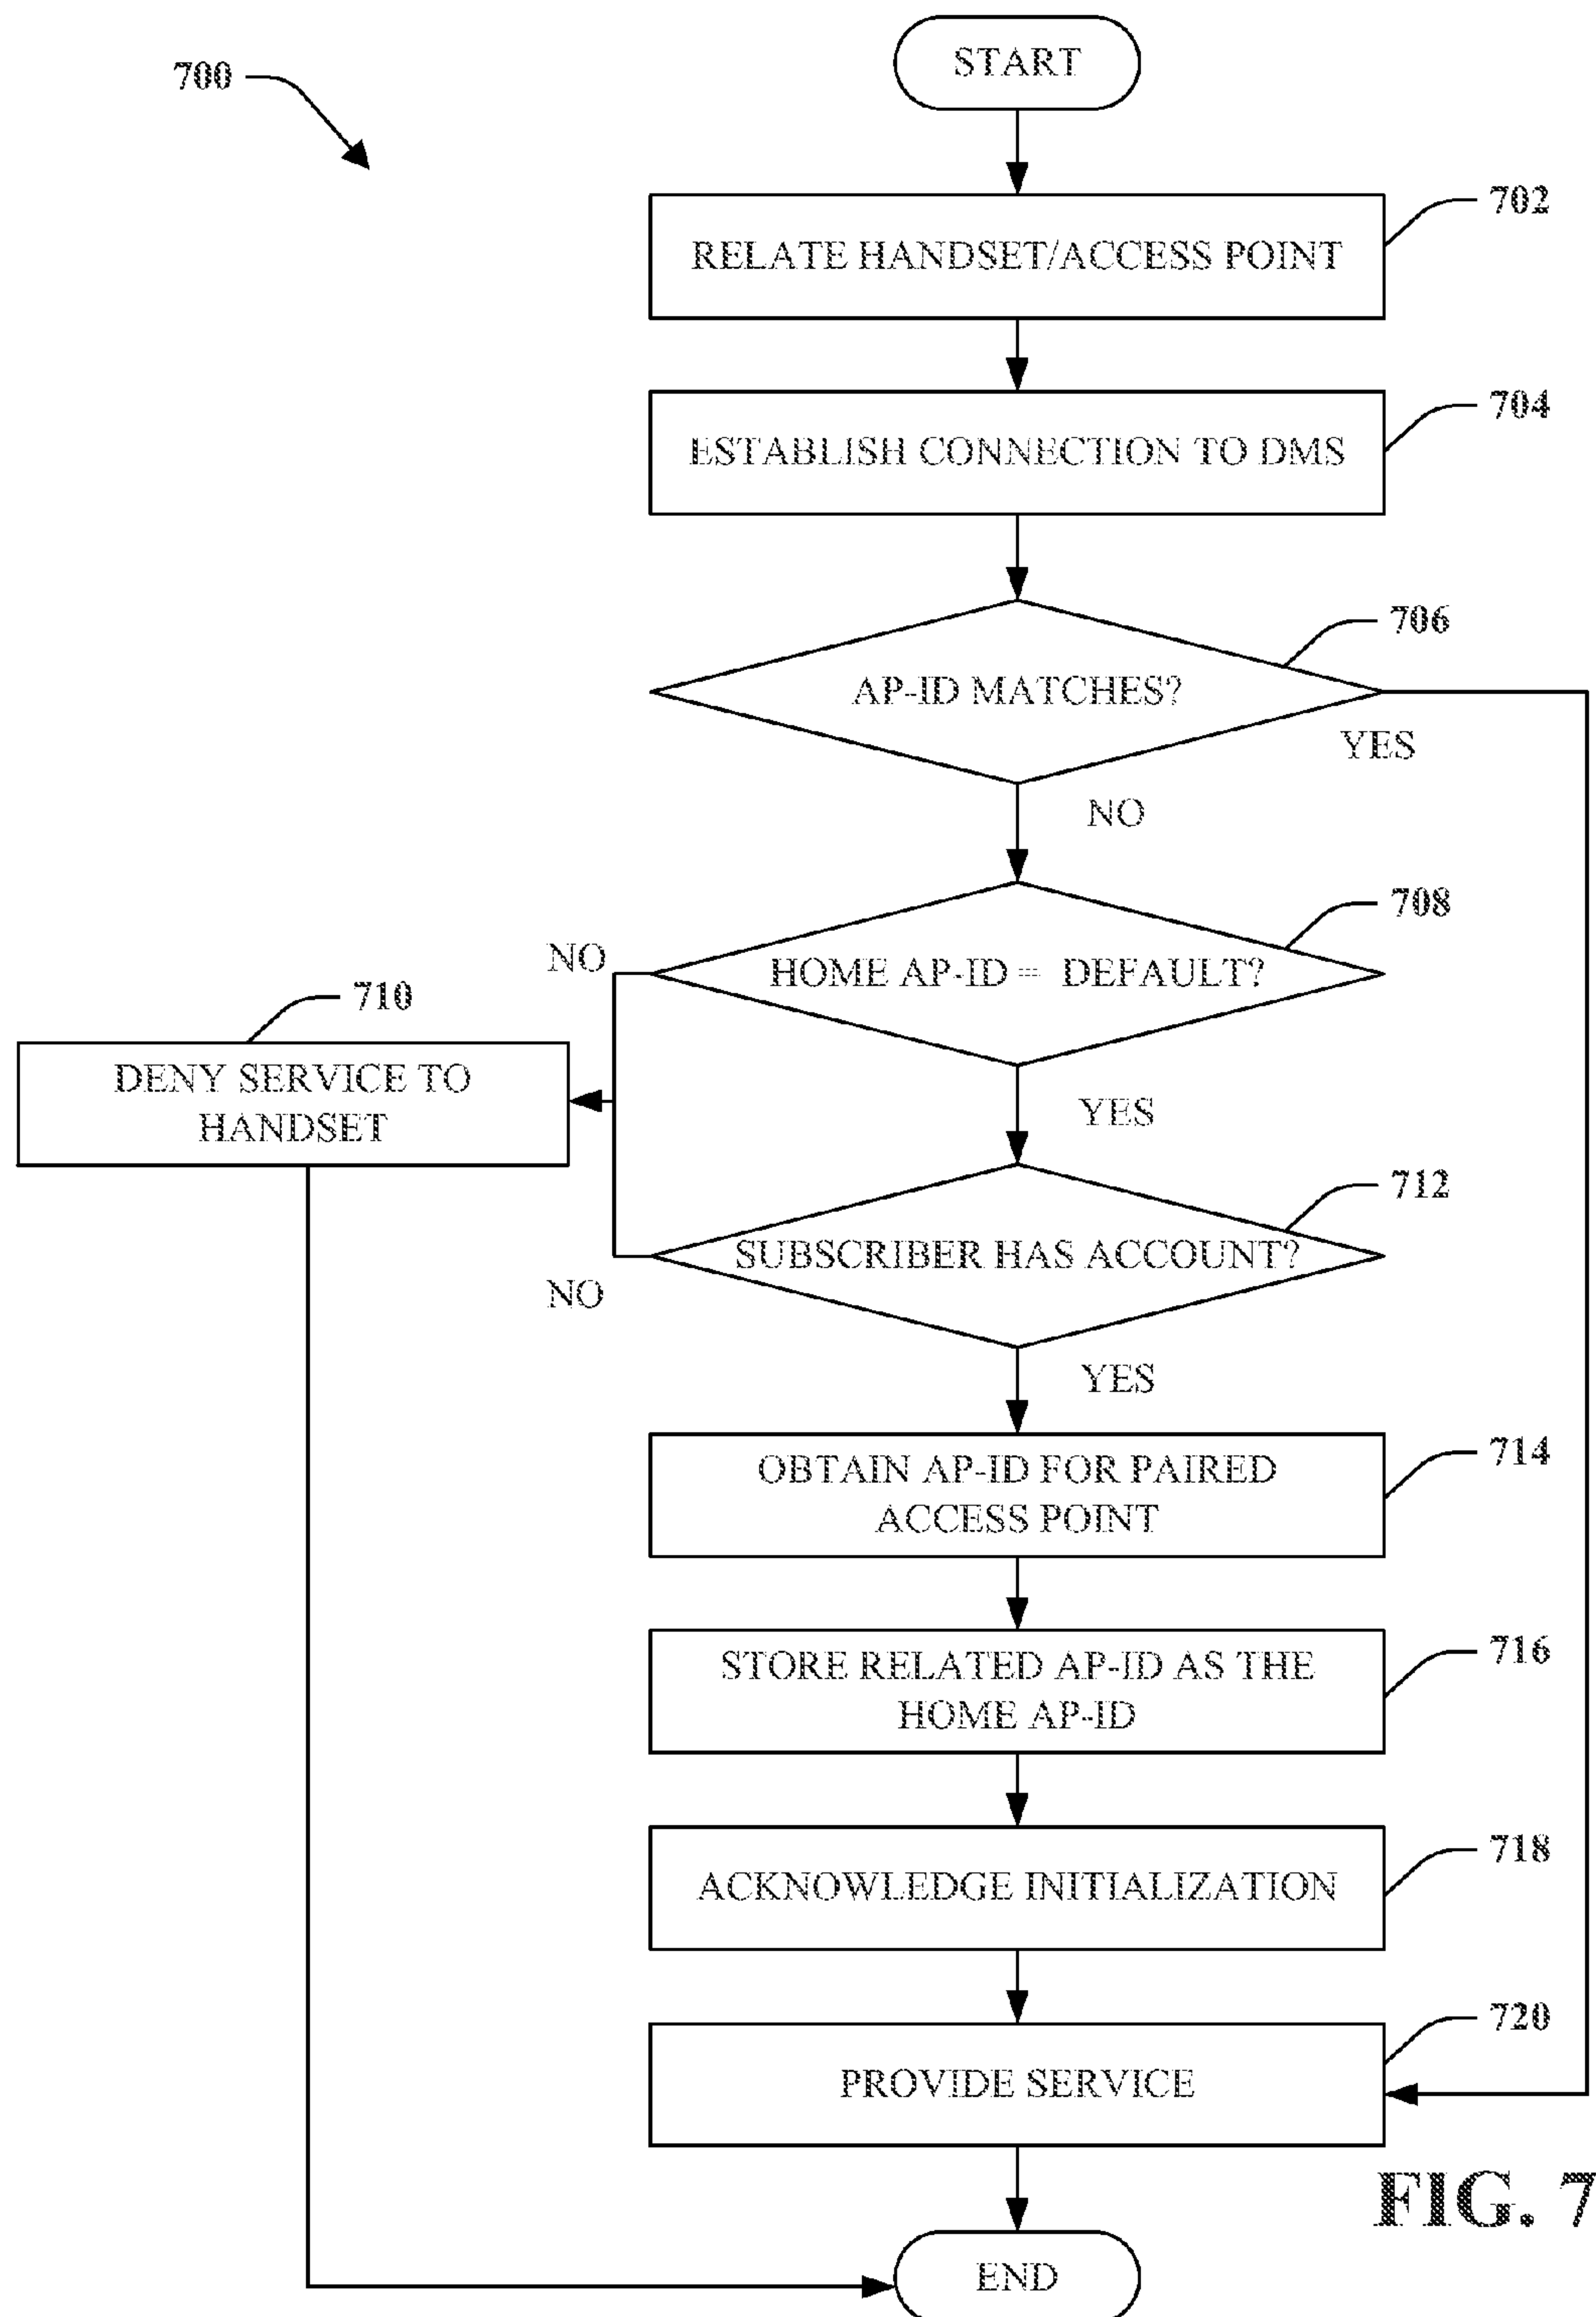 START
700
702
RELATE HANDSET/ACCESS POINT
704
ESTABLISH CONNECTION TO DMS
706
AP-ID MATCHES?
YES
NO
708
NO
HOME AP-ID = DEFAULT?
710
DENY SERVICE TO
HANDSET
YES
712
SUBSCRIBER HAS ACCOUNT?
NO
YES
714
OBTAIN AP-ID FOR PAIRED
ACCESS POINT
716
STORE RELATED AP-ID AS THE
HOME AP-ID
718
ACKNOWLEDGE INITIALIZATION
720
PROVIDE SERVICE
FIG. 7
END